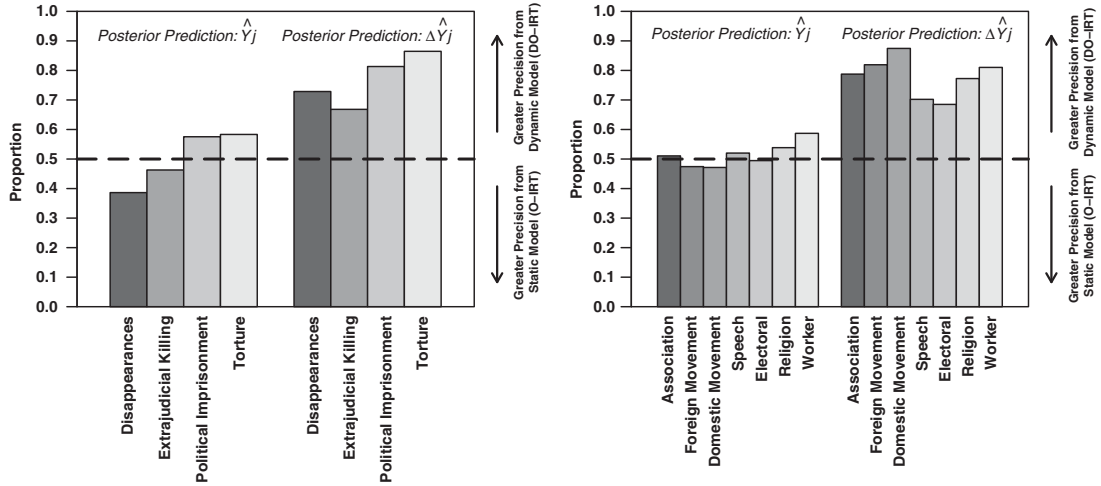 Posterior Prediction: Ŷj
Posterior Prediction: ΔŶj
Proportion
1.0
0.9
0.8
0.7
0.6
0.5
0.4
0.3
0.2
0.1
0.0
Disappearances
Extrajudicial Killing
Political Imprisonment
Torture
Disappearances
Extrajudicial Killing
Political Imprisonment
Torture
Greater Precision from
Dynamic Model (DO–IRT)
Greater Precision from
Static Model (O–IRT)
Posterior Prediction: Ŷj
Posterior Prediction: ΔŶj
Proportion
1.0
0.9
0.8
0.7
0.6
0.5
0.4
0.3
0.2
0.1
0.0
Association
Foreign Movement
Domestic Movement
Speech
Electoral
Religion
Worker
Association
Foreign Movement
Domestic Movement
Speech
Electoral
Religion
Worker
Greater Precision from
Dynamic Model (DO–IRT)
Greater Precision from
Static Model (O–IRT)